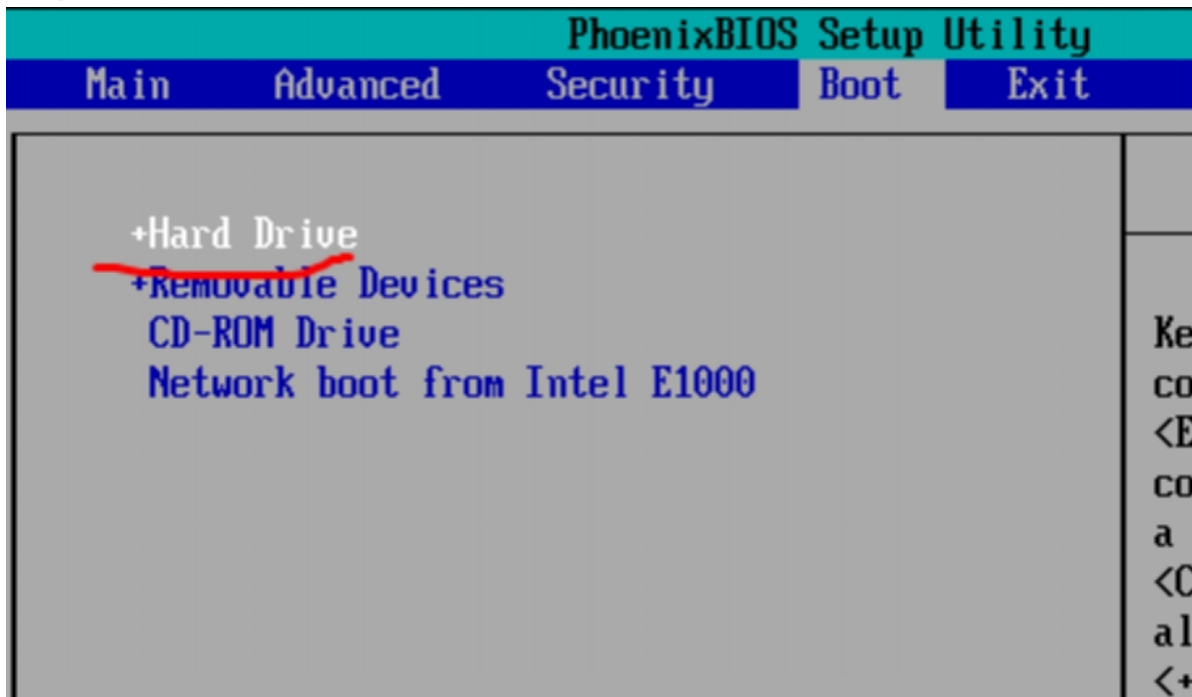 PhoenixBIOS Setup Utility
Main Advanced Security Boot Exit
+Hard Drive
+Removable Devices
CD-ROM Drive
Network boot from Intel E1000
a